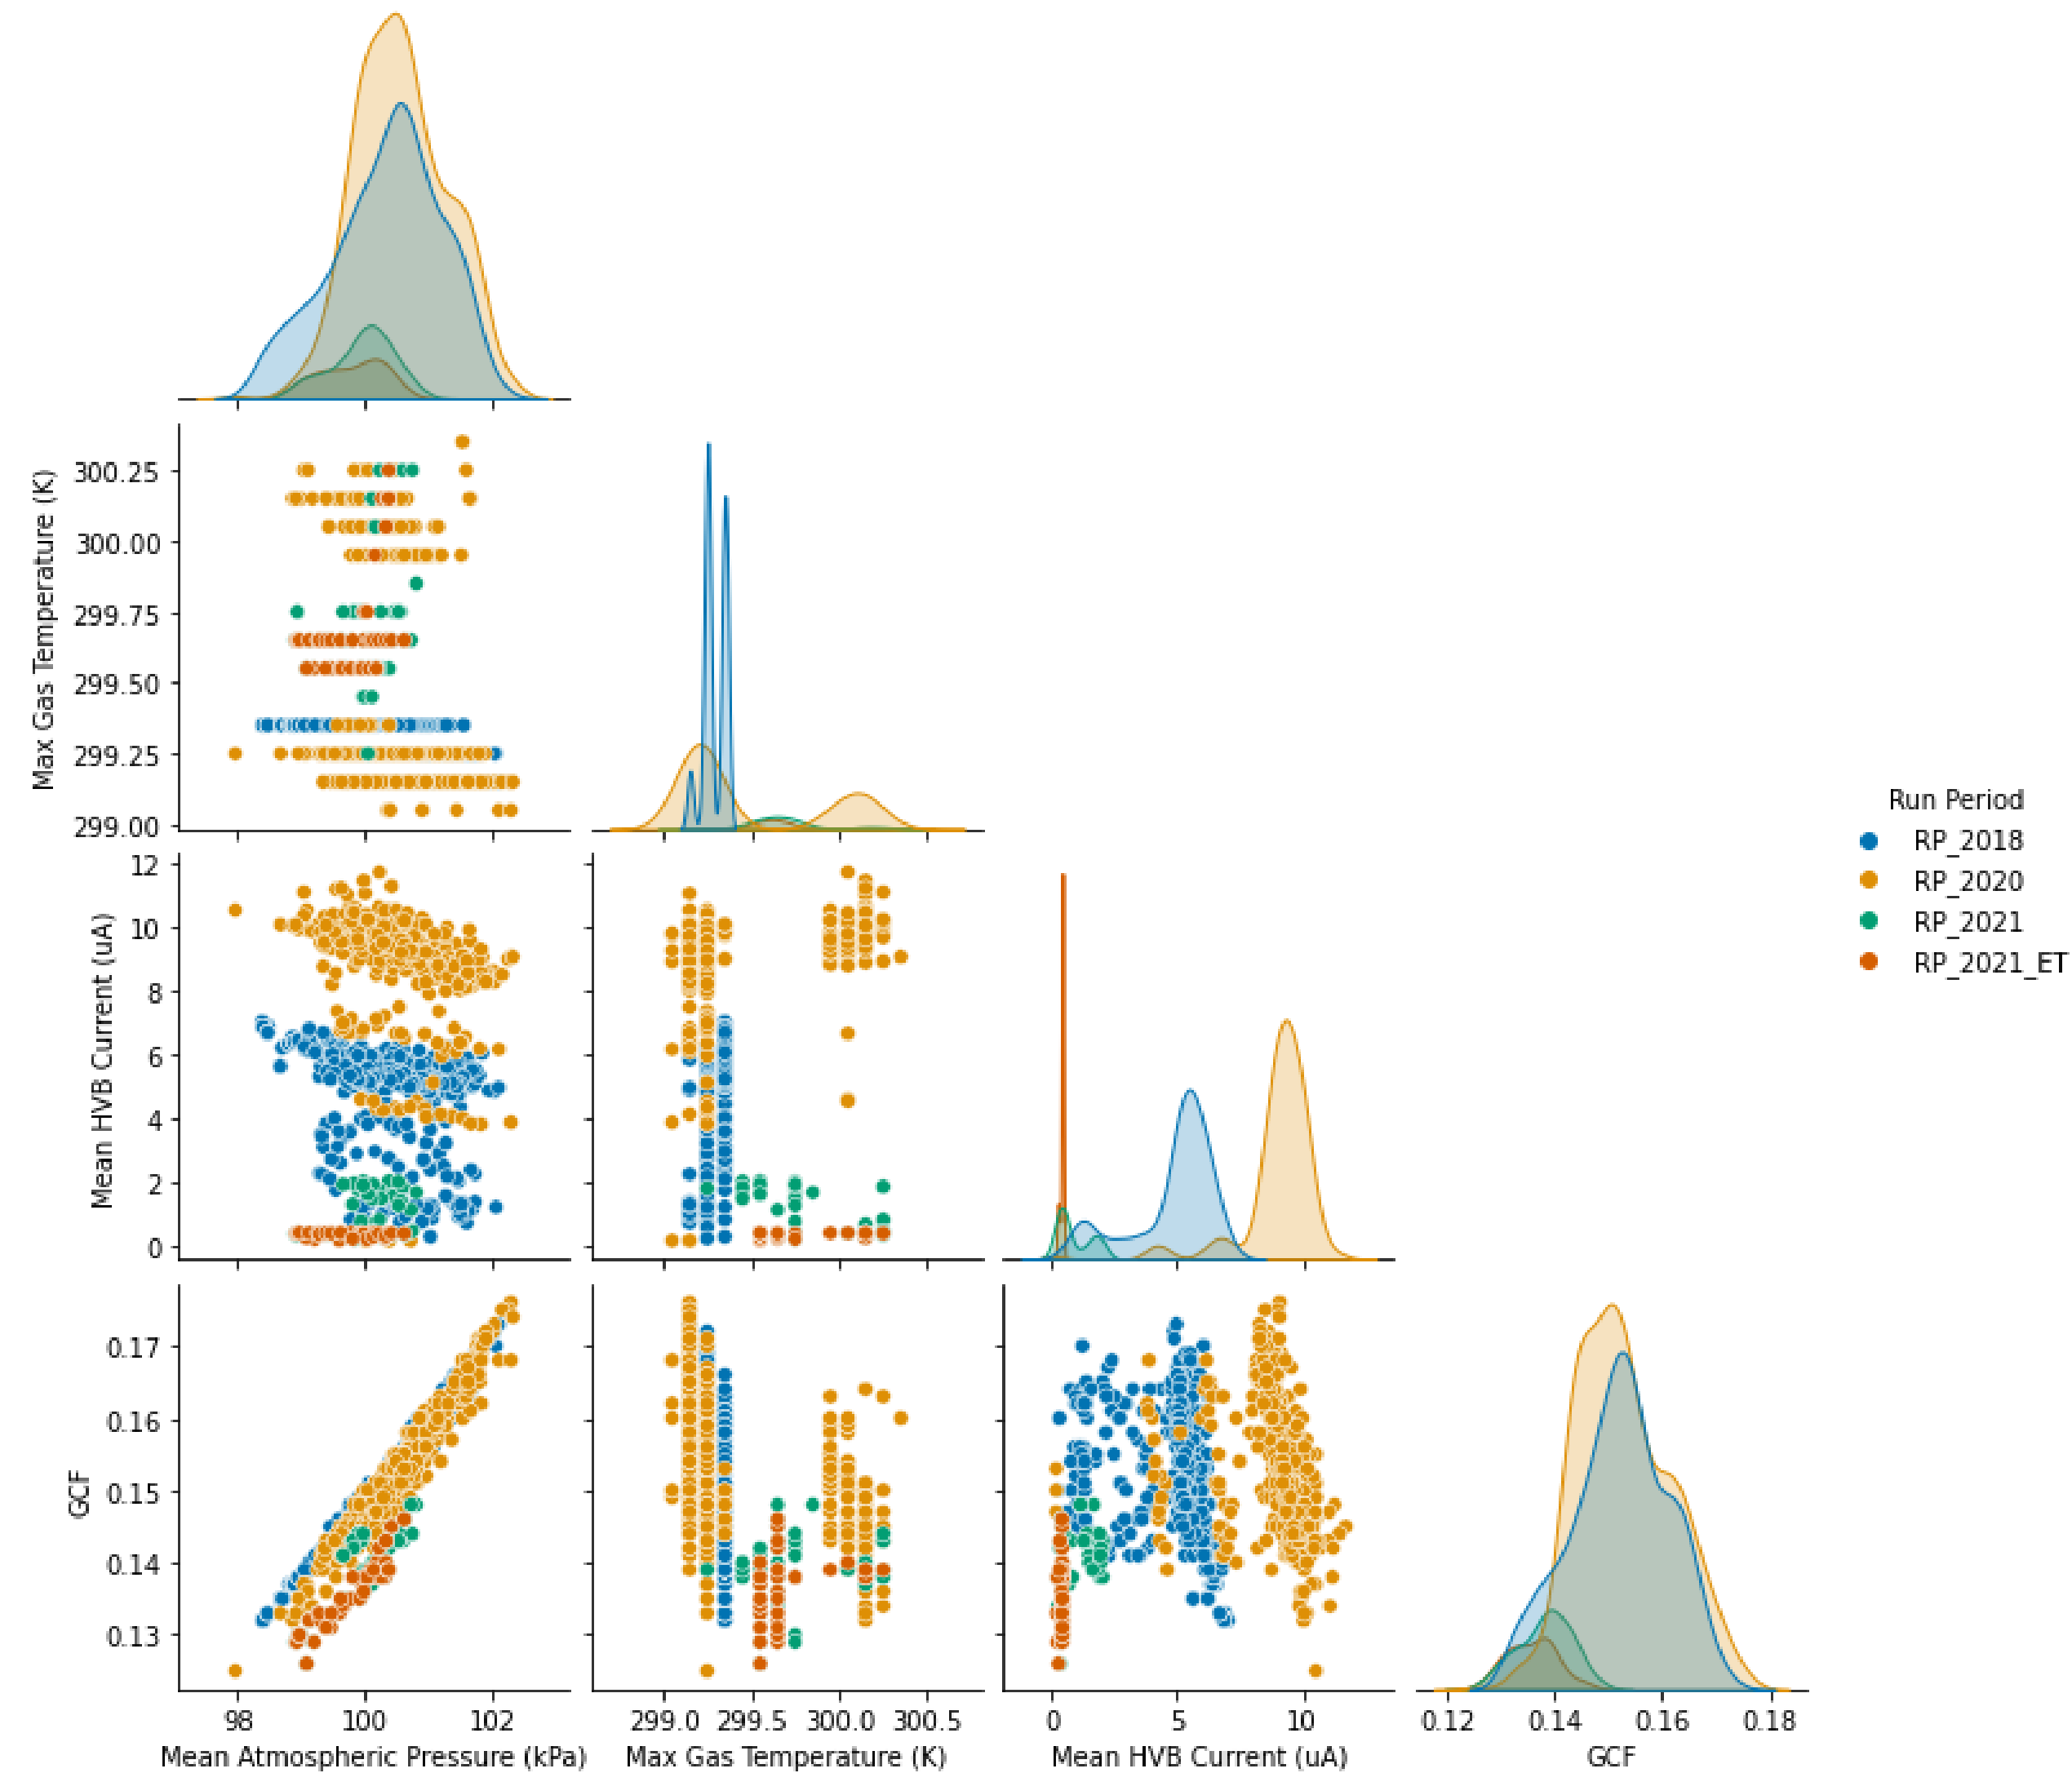 Max Gas Temperature (K)
300.25
300.00
299.75
299.50
299.25
299.00
Run Period
RP_2018
RP_2020
RP_2021
RP_2021_ET
Mean HVB Current (uA)
12
10
8
6
4
2
0
GCF
0.17
0.16
0.15
0.14
0.13
98 100 102
299.0 299.5 300.0 300.5
0 5 10
0.12 0.14 0.16 0.18
Mean Atmospheric Pressure (kPa)
Max Gas Temperature (K)
Mean HVB Current (uA)
GCF